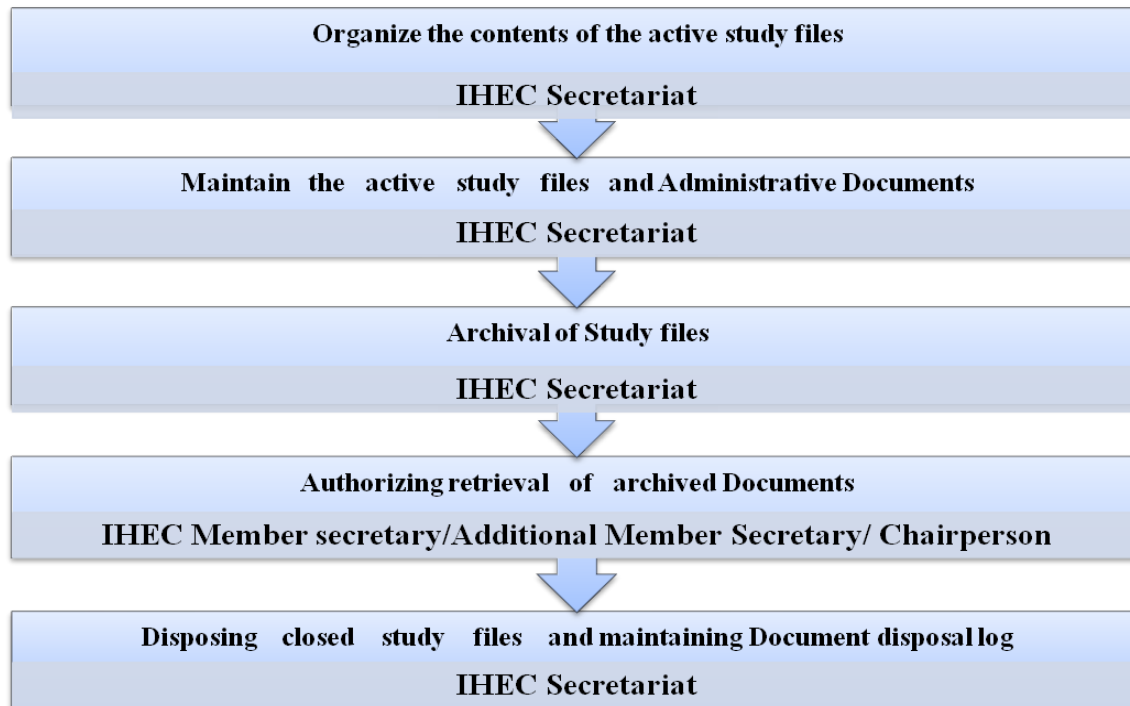 Organize the contents of the active study files
IHEC Secretariat
Maintain the active study files and Administrative Documents
IHEC Secretariat
Archival of Study files
IHEC Secretariat
Authorizing retrieval of archived Documents
IHEC Member secretary/Additional Member Secretary/ Chairperson
Disposing closed study files and maintaining Document disposal log
IHEC Secretariat